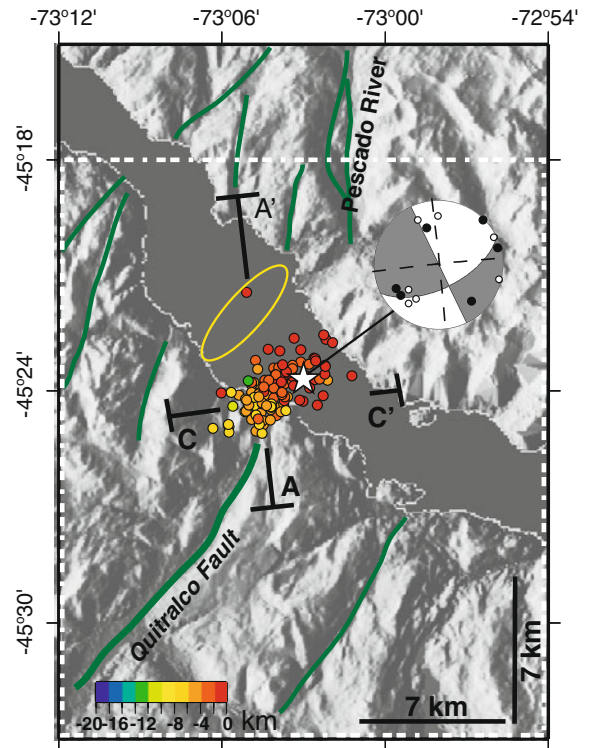 -73°12' -73°06' -73°00' -72°54'
-45°18'
-45°24'
-45°30'
Pescado River
A'
C'
C
A
Quitralco Fault
7 km
7 km
-20 -16 -12 -8 -4 0 km